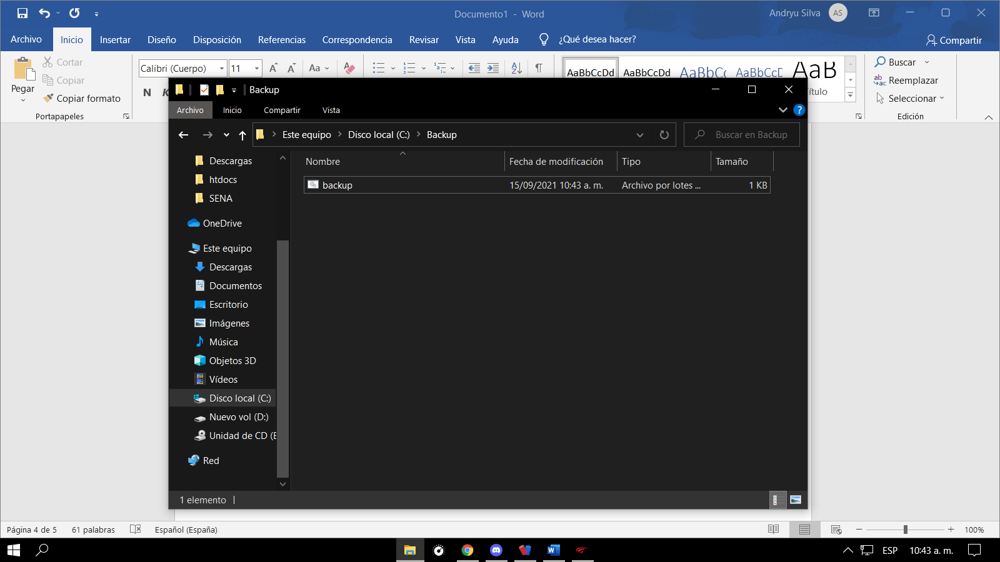 Documento1 - Word
Andryu Silva
AS
Archivo
Inicio
Insertar
Diseño
Disposición
Referencias
Correspondencia
Revisar
Vista
Ayuda
¿Qué desea hacer?
Compartir
Pegar
Cortar
Copiar
Copiar formato
Portapapeles
Calibri (Cuerpo)
11
Aa
N
K
AaBbCcDd
AaBbCcDd
AaB
ítulo
Buscar
Reemplazar
Seleccionar
Edición
Backup
Archivo
Inicio
Compartir
Vista
Este equipo
Disco local (C:)
Backup
Buscar en Backup
Nombre
Fecha de modificación
Tipo
Tamaño
backup
15/09/2021 10:43 a. m.
Archivo por lotes ...
1 KB
Descargas
htdocs
SENA
OneDrive
Este equipo
Descargas
Documentos
Escritorio
Imágenes
Música
Objetos 3D
Vídeos
Disco local (C:)
Nuevo vol (D:)
Unidad de CD (E
Red
1 elemento
Página 4 de 5
61 palabras
Español (España)
100%
ESP
10:43 a. m.